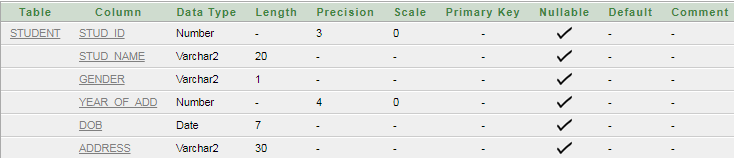 Table Column Data Type Length Precision Scale Primary Key Nullable Default Comment
STUDENT STUD_ID Number - 3 0 - - -
STUD_NAME Varchar2 20 - - - - -
GENDER Varchar2 1 - - - - -
YEAR_OF_ADD Number - 4 0 - - -
DOB Date 7 - - - - -
ADDRESS Varchar2 30 - - - - -